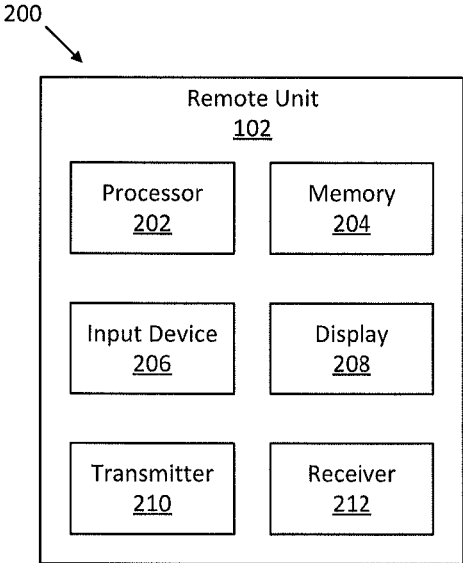 200
Remote Unit
102
Processor
202
Memory
204
Input Device
206
Display
208
Transmitter
210
Receiver
212